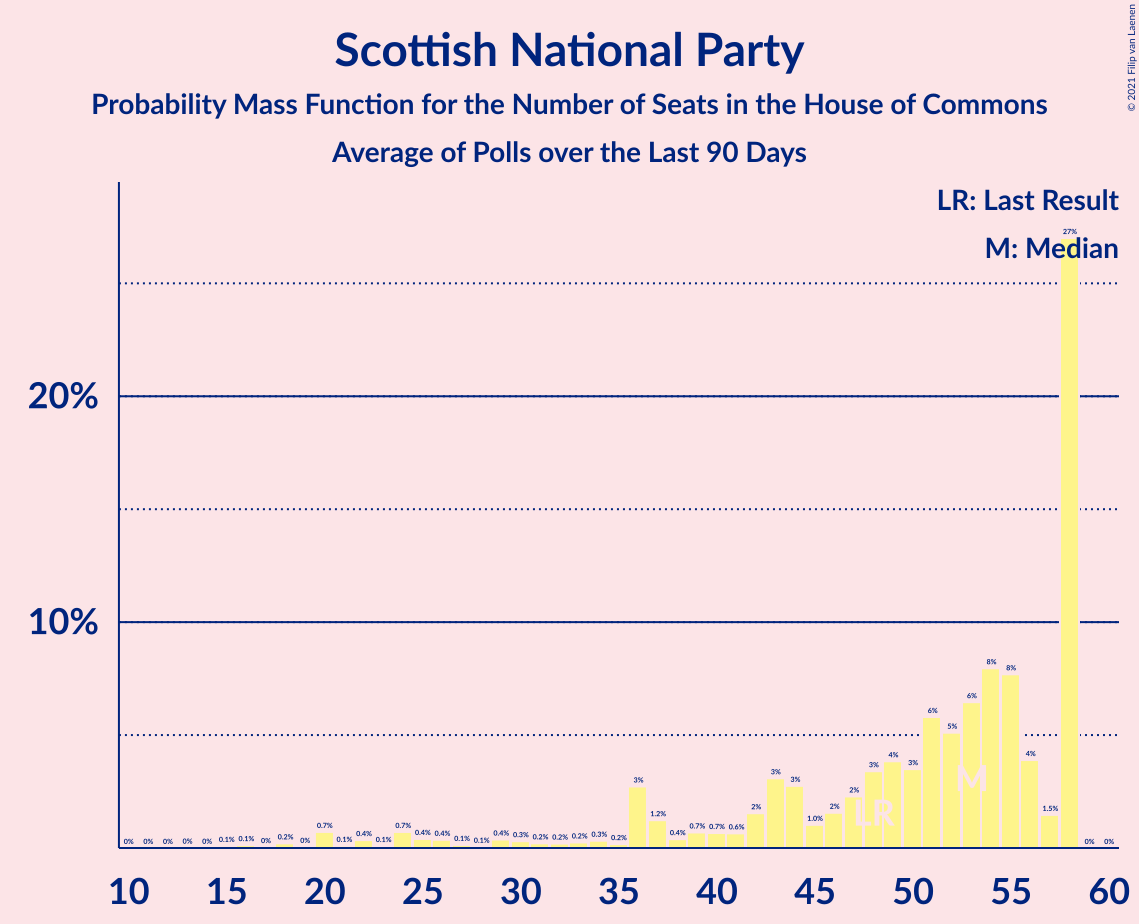 Scottish National Party
Probability Mass Function for the Number of Seats in the House of Commons
Average of Polls over the Last 90 Days
© 2021 Filip van Laenen
LR: Last Result
M: Median
20%
10%
0% 0% 0% 0% 0% 0.1% 0.1% 0% 0.2% 0% 0.7% 0.1% 0.4% 0.1% 0.7% 0.4% 0.4% 0.1% 0.1% 0.4% 0.3% 0.2% 0.2% 0.2% 0.3% 0.2% 3% 1.2% 0.4% 0.7% 0.7% 0.6% 2% 3% 3% 1.0% 2% 2% 3% 4% 3% 6% 5% 6% 8% 8% 4% 1.5% 27% 0% 0%
LR M
10 15 20 25 30 35 40 45 50 55 60